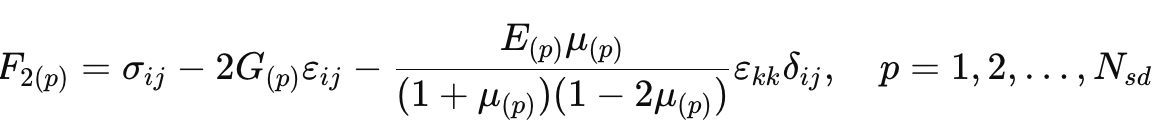 $F_{2(p)} = \sigma_{ij} - 2G_{(p)}\varepsilon_{ij} - \frac{E_{(p)}\mu_{(p)}}{(1 + \mu_{(p)})(1 - 2\mu_{(p)})}\varepsilon_{kk}\delta_{ij}, \quad p = 1, 2, \ldots, N_{sd}$